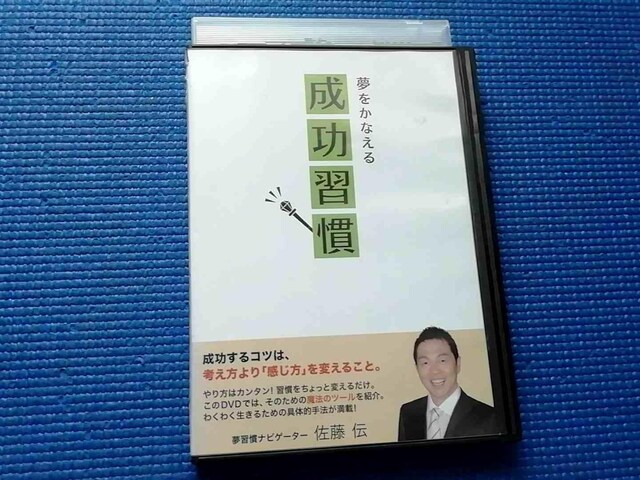 夢をかなえる
成功習慣
成功するコツは、
考え方より「感じ方」を変えること。
やり方はカンタン!習慣をちょっと変えるだけ。
このDVDでは、そのための魔法のツールを紹介。
わくわく生きるための具体的手法が満載!
夢習慣ナビゲーター 佐藤 伝